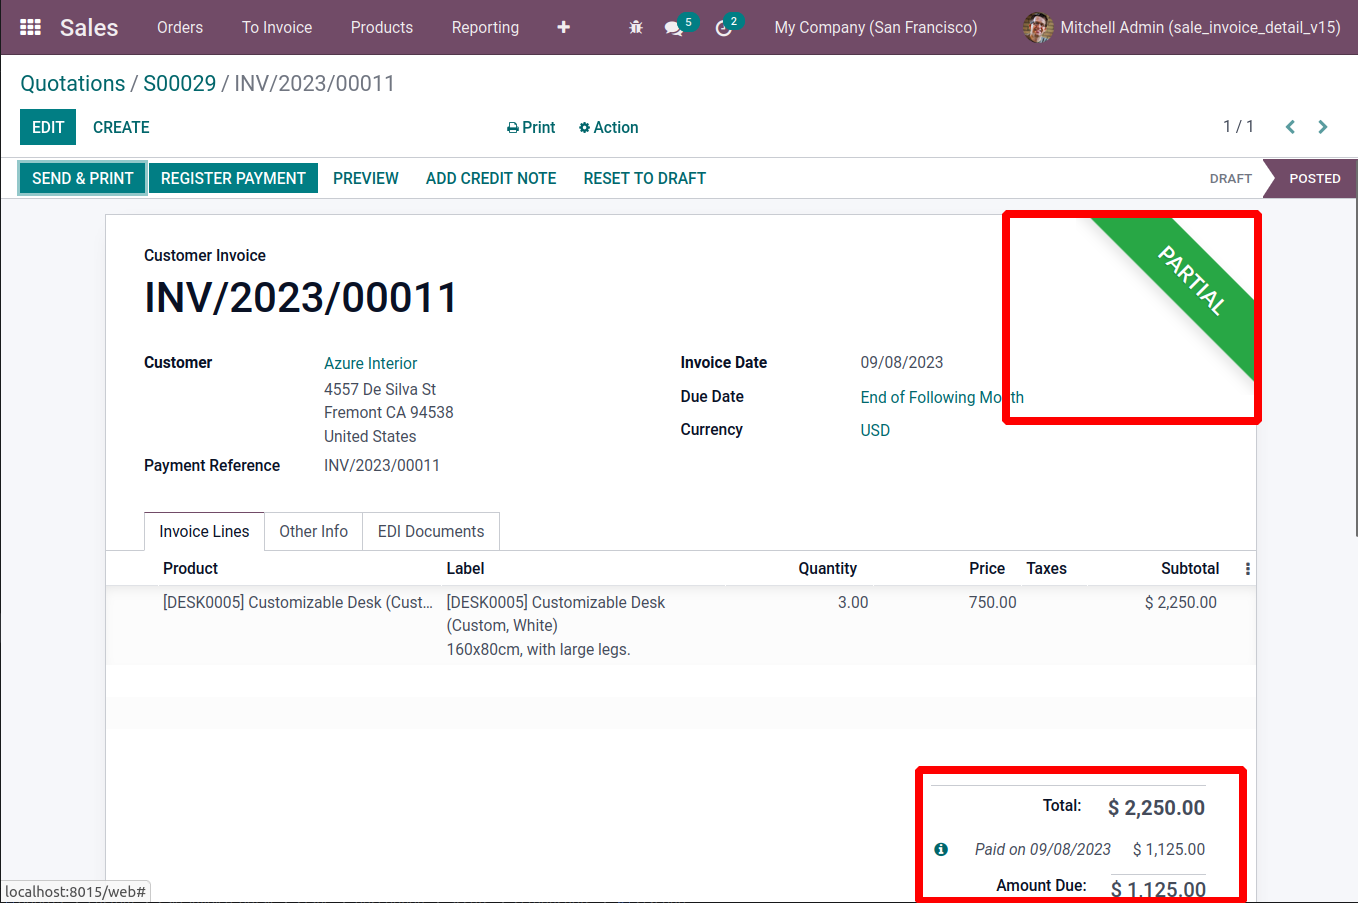 Sales Orders To Invoice Products Reporting 5 2 My Company (San Francisco) Mitchell Admin (sale_invoice_detail_v15)
Quotations / S00029 / INV/2023/00011
EDIT CREATE Print Action 1 / 1
SEND & PRINT REGISTER PAYMENT PREVIEW ADD CREDIT NOTE RESET TO DRAFT DRAFT POSTED
PARTIAL
Customer Invoice
INV/2023/00011
Customer Azure Interior
4557 De Silva St
Fremont CA 94538
United States
Payment Reference INV/2023/00011
Invoice Date 09/08/2023
Due Date End of Following Month
Currency USD
Invoice Lines Other Info EDI Documents
Product Label Quantity Price Taxes Subtotal
[DESK0005] Customizable Desk (Cust... [DESK0005] Customizable Desk 3.00 750.00 $ 2,250.00
(Custom, White)
160x80cm, with large legs.
Total: $ 2,250.00
Paid on 09/08/2023 $ 1,125.00
Amount Due: $ 1,125.00
localhost:8015/web#